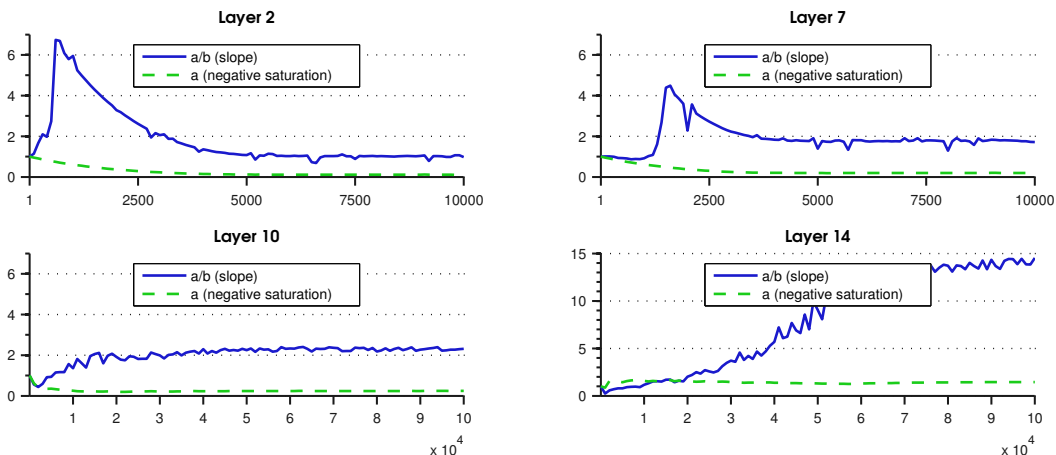 Layer 2
6
4
2
0
a/b (slope)
a (negative saturation)
1 2500 5000 7500 10000
Layer 7
6
4
2
0
a/b (slope)
a (negative saturation)
1 2500 5000 7500 10000
Layer 10
6
4
2
0
a/b (slope)
a (negative saturation)
1 2 3 4 5 6 7 8 9 10
x 10^4
Layer 14
15
10
5
0
a/b (slope)
a (negative saturation)
1 2 3 4 5 6 7 8 9 10
x 10^4